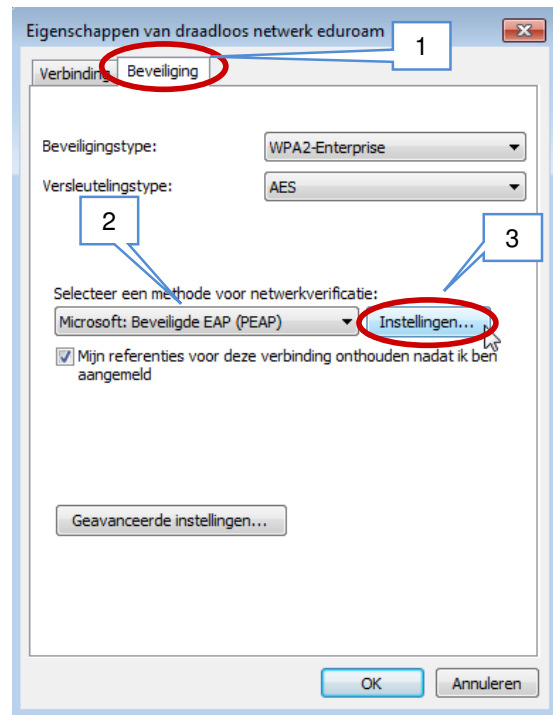 Eigenschappen van draadloos netwerk eduroam
1
Verbinding Beveiliging
Beveiligingstype: WPA2-Enterprise
Versleutelingstype: AES
2
3
Selecteer een methode voor netwerkverificatie:
Microsoft: Beveiligde EAP (PEAP) Instellingen...
Mijn referenties voor deze verbinding onthouden nadat ik ben
aangemeld
Geavanceerde instellingen...
OK Annuleren